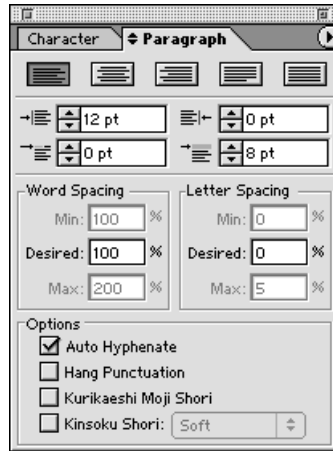 Character Paragraph
12 pt 0 pt
0 pt 8 pt
Word Spacing Letter Spacing
Min: 100 % Min: 0 %
Desired: 100 % Desired: 0 %
Max: 200 % Max: 5 %
Options
Auto Hyphenate
Hang Punctuation
Kurikaeshi Moji Shori
Kinsoku Shori: Soft